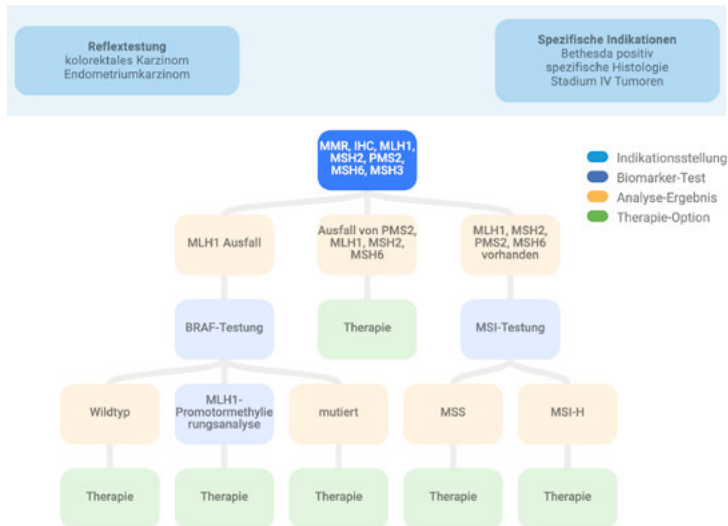 Reflextestung
kolorektales Karzinom
Endometriumkarzinom
Spezifische Indikationen
Bethesda positiv
spezifische Histologie
Stadium IV Tumoren
MMR, IHC, MLH1,
MSH2, PMS2,
MSH6, MSH3
Indikationsstellung
Biomarker-Test
Analyse-Ergebnis
Therapie-Option
MLH1 Ausfall
Ausfall von PMS2,
MLH1, MSH2,
MSH6
MLH1, MSH2,
PMS2, MSH6
vorhanden
BRAF-Testung
Therapie
MSI-Testung
Wildtyp
MLH1-
Promotormethylie
rungsanalyse
mutiert
MSS
MSI-H
Therapie
Therapie
Therapie
Therapie
Therapie